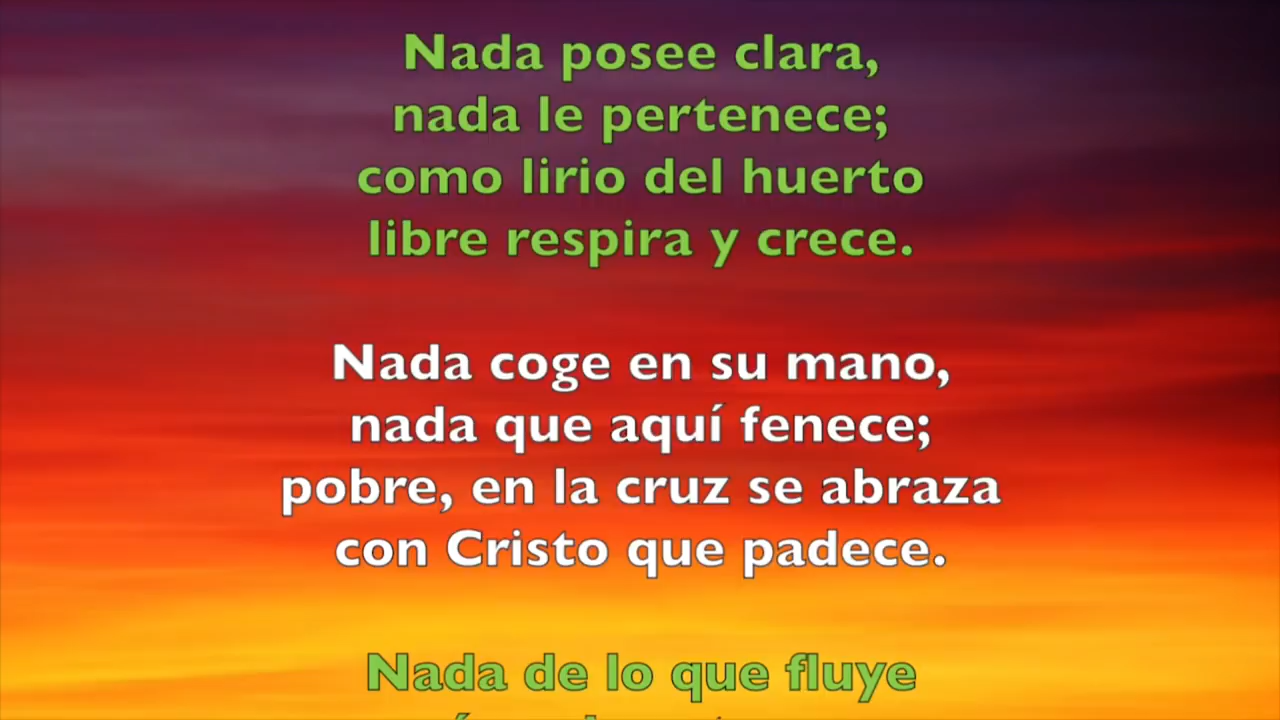 Nada posee clara,
nada le pertenece;
como lirio del huerto
libre respira y crece.
Nada coge en su mano,
nada que aquí fenece;
pobre, en la cruz se abraza
con Cristo que padece.
Nada de lo que fluye